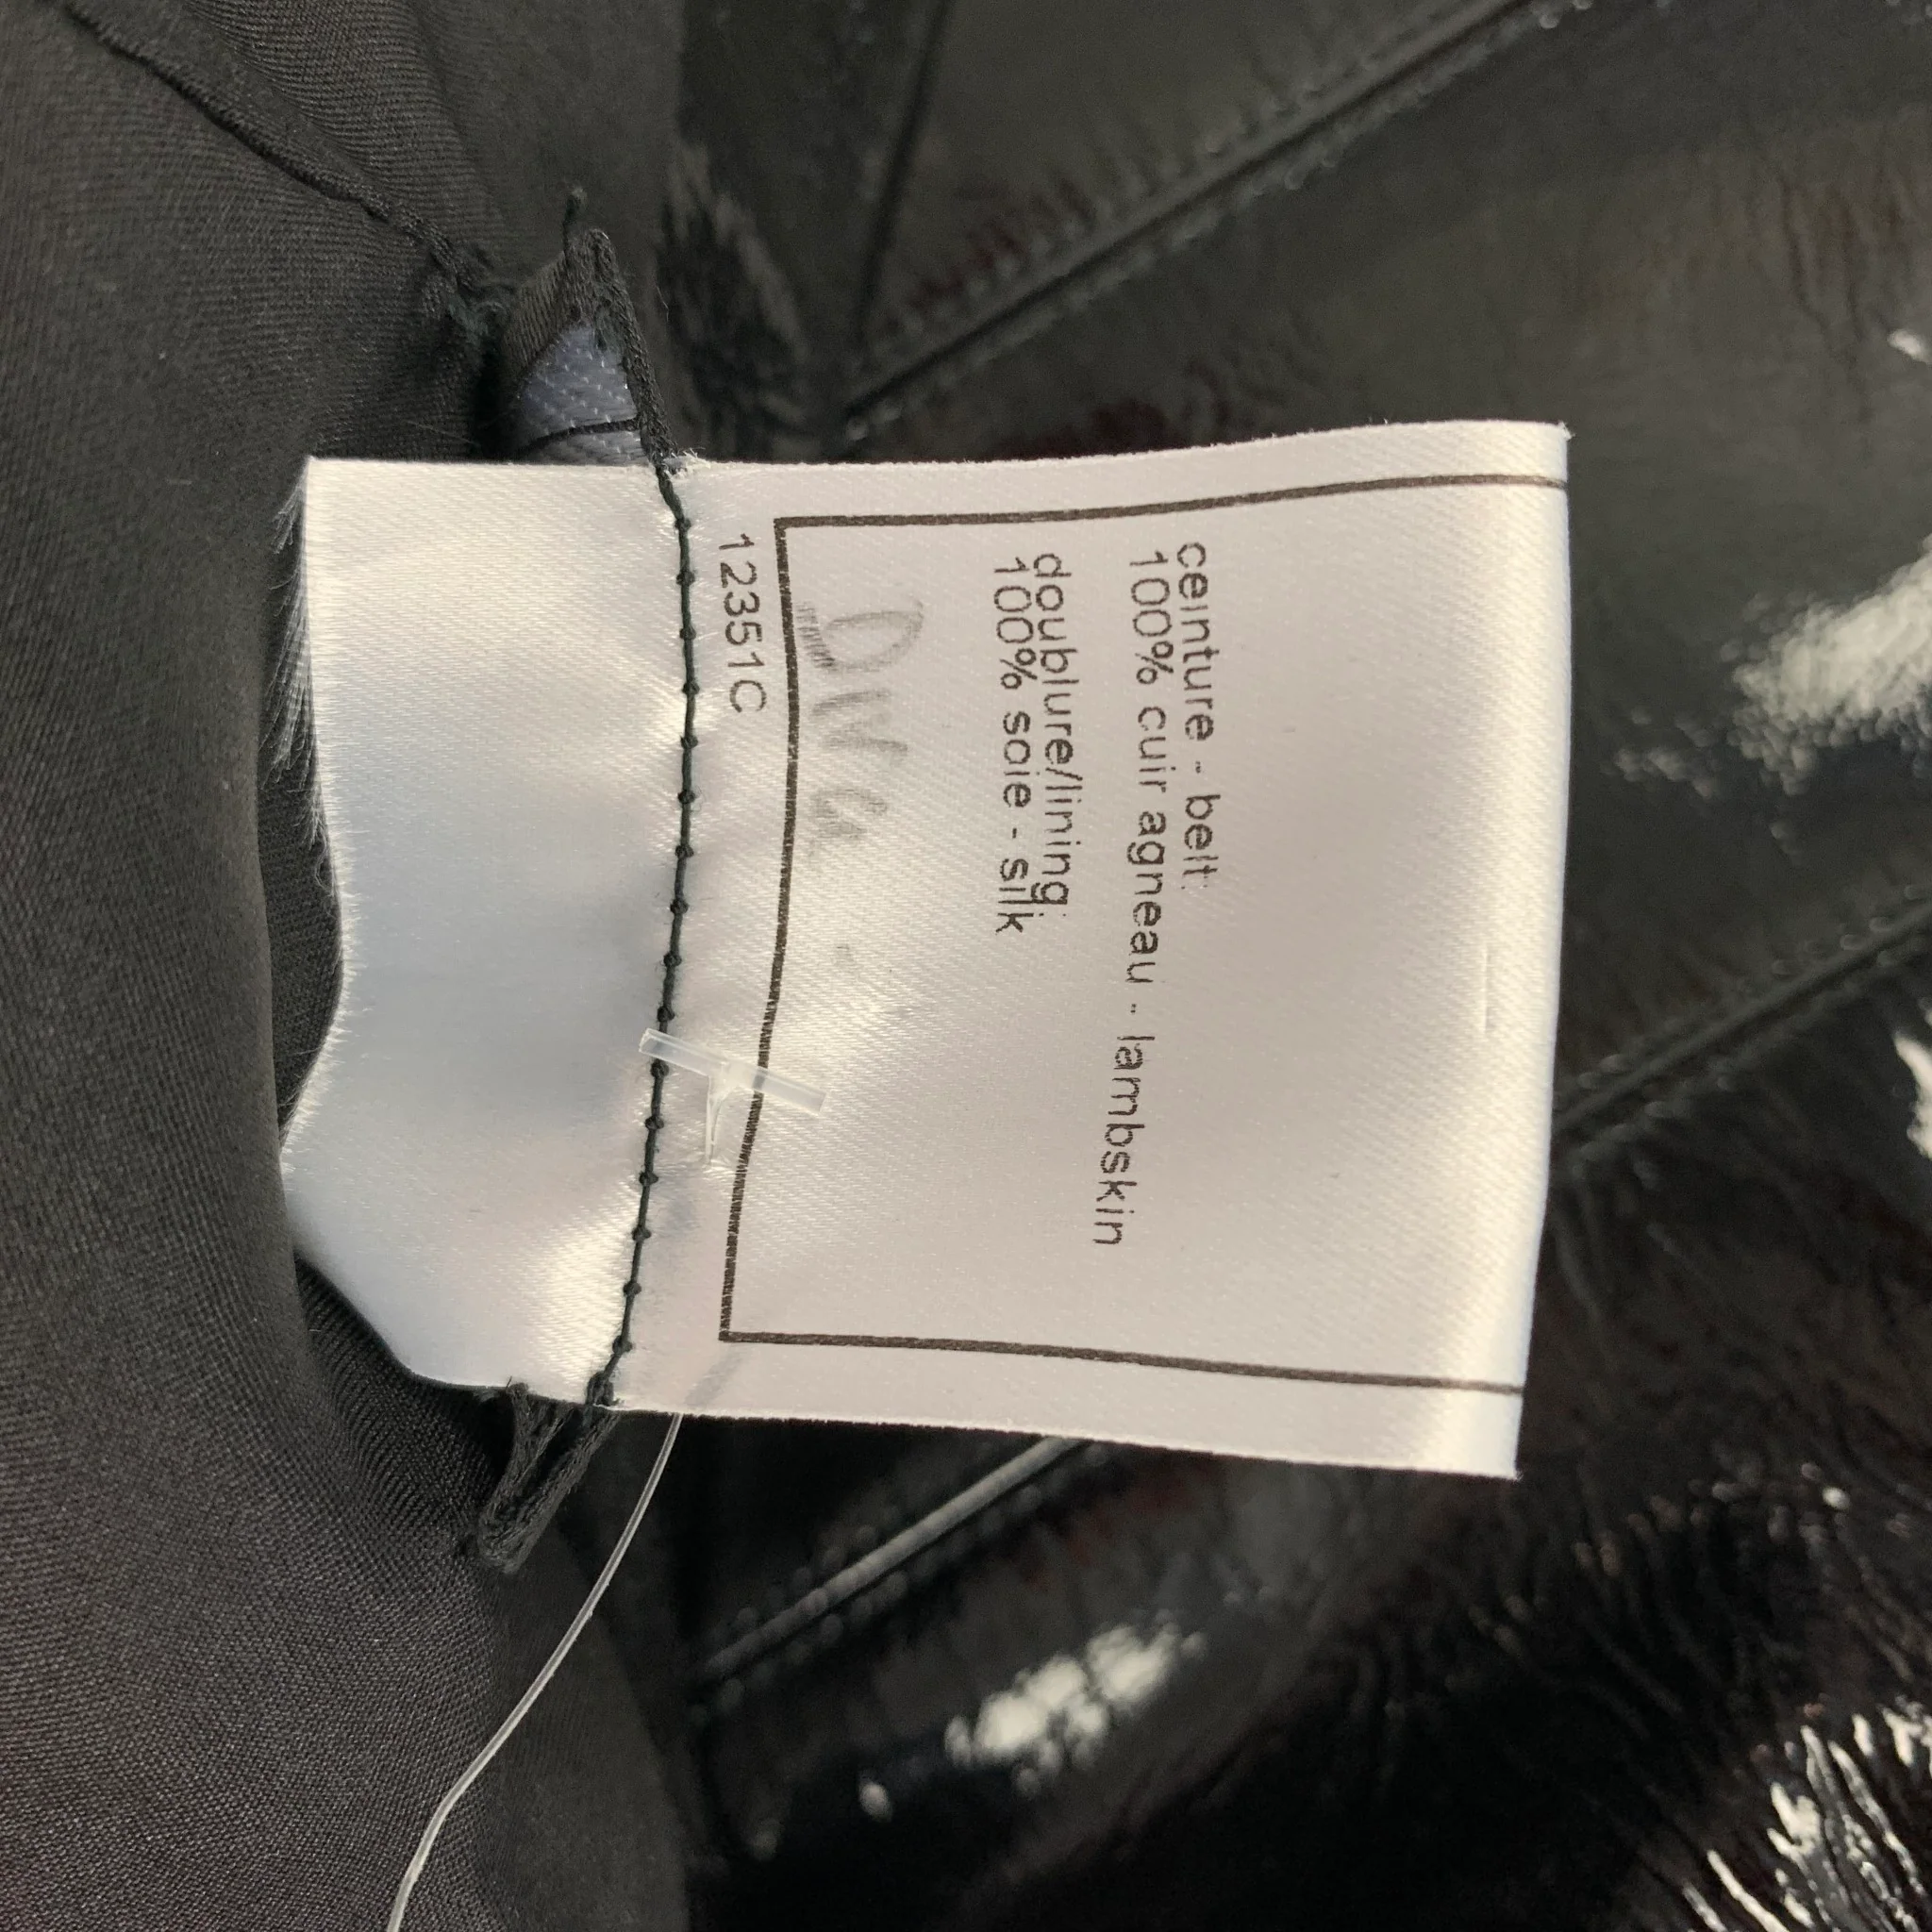 ceinture - belt:
100% cuir agneau - lambskin
doublure/lining:
100% soie - silk
12351C